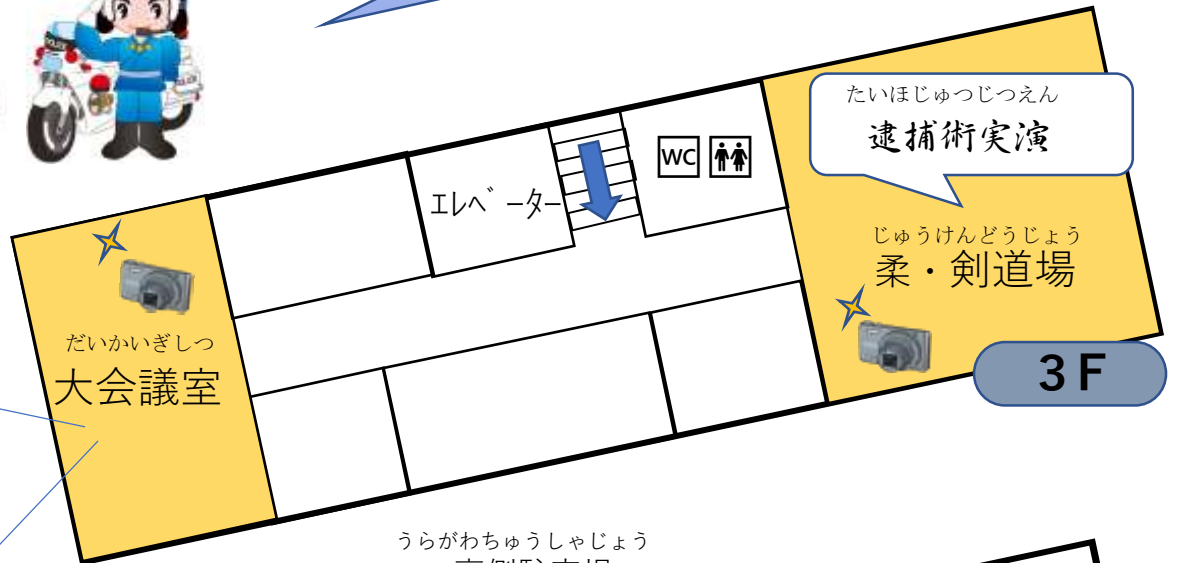 たいほじゅつじつえん
逮捕術実演
WC
エレベーター
じゅうけんどうじょう
柔・剣道場
だいかいぎしつ
大会議室
3F
うらがわちゅうしゃじょう